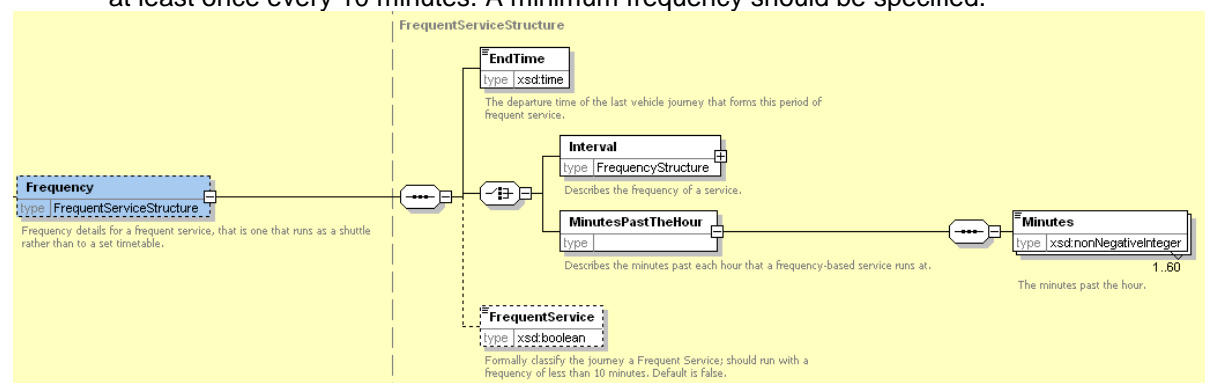 at least once every 10 minutes. A minimum frequency should be specified.
FrequentServiceStructure
EndTime
type xsd:time
The departure time of the last vehicle journey that forms this period of
frequent service.
Interval
type FrequencyStructure
Describes the frequency of a service.
Frequency
type FrequentServiceStructure
Frequency details for a frequent service, that is one that runs as a shuttle
rather than to a set timetable.
MinutesPastTheHour
type
Describes the minutes past each hour that a frequency-based service runs at.
Minutes
type xsd:nonNegativeInteger
1..60
The minutes past the hour.
FrequentService
type xsd:boolean
Formally classify the journey a Frequent Service; should run with a
frequency of less than 10 minutes. Default is false.